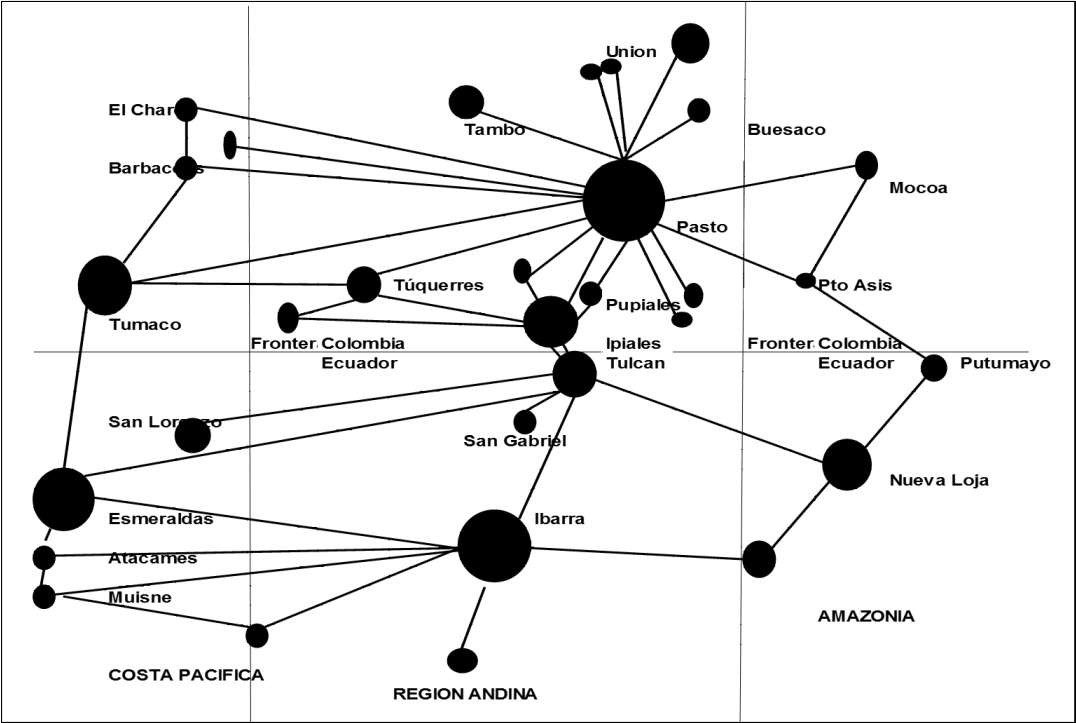 Union
El Char
Tambo
Buesaco
Barbacoas
Mocoa
Pasto
Túquerres
Pto Asis
Pupiales
Tumaco
Fronter Colombia
Ecuador
Ipiales
Tulcan
Fronter Colombia
Ecuador
Putumayo
San Lorenzo
San Gabriel
Nueva Loja
Esmeraldas
Ibarra
Atacames
Muisne
AMAZONIA
COSTA PACIFICA
REGION ANDINA